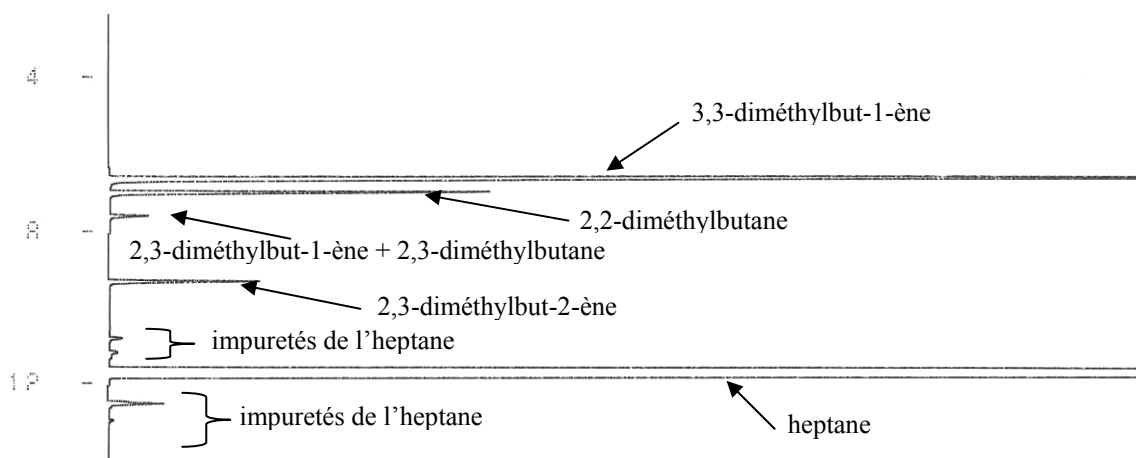 4
3,3-diméthylbut-1-ène
2,2-diméthylbutane
8
2,3-diméthylbut-1-ène + 2,3-diméthylbutane
2,3-diméthylbut-2-ène
impuretés de l’heptane
12
impuretés de l’heptane
heptane